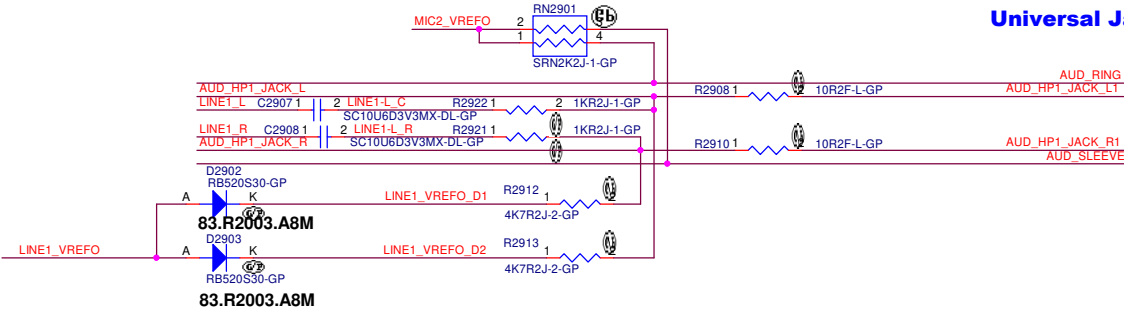 RN2901
Universal Ja
MIC2_VREFO
2
1
4
SRN2K2J-1-GP
AUD_RING
AUD_HP1_JACK_L
R2908 1 2 10R2F-L-GP
AUD_HP1_JACK_L1
LINE1_L C2907 1 2 LINE1-L_C R2922 1 2 1KR2J-1-GP
SC10U6D3V3MX-DL-GP
LINE1_R C2908 1 2 LINE1-L_R R2921 1 1KR2J-1-GP
AUD_HP1_JACK_R
SC10U6D3V3MX-DL-GP
R2910 1 2 10R2F-L-GP
AUD_HP1_JACK_R1
AUD_SLEEVE
D2902
RB520S30-GP
A K LINE1_VREFO_D1 R2912 1 2
4K7R2J-2-GP
83.R2003.A8M
D2903
LINE1_VREFO A K LINE1_VREFO_D2 R2913 1 2
4K7R2J-2-GP
RB520S30-GP
83.R2003.A8M